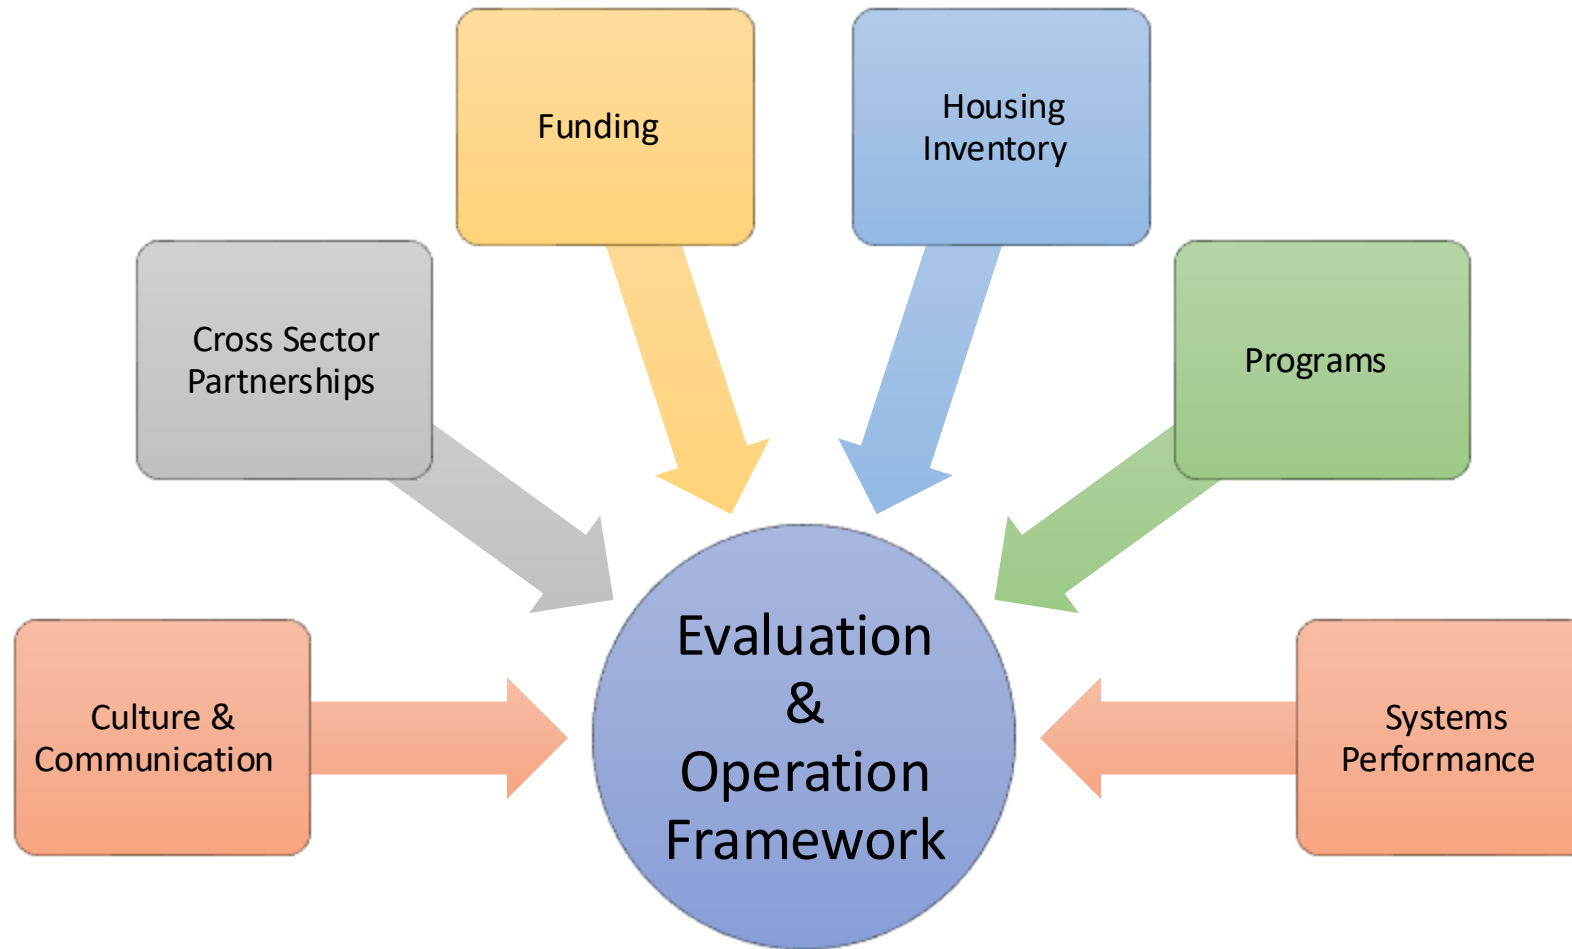 Funding
Housing
Inventory
Cross Sector
Partnerships
Programs
Culture &
Communication
Evaluation
&
Operation
Framework
Systems
Performance